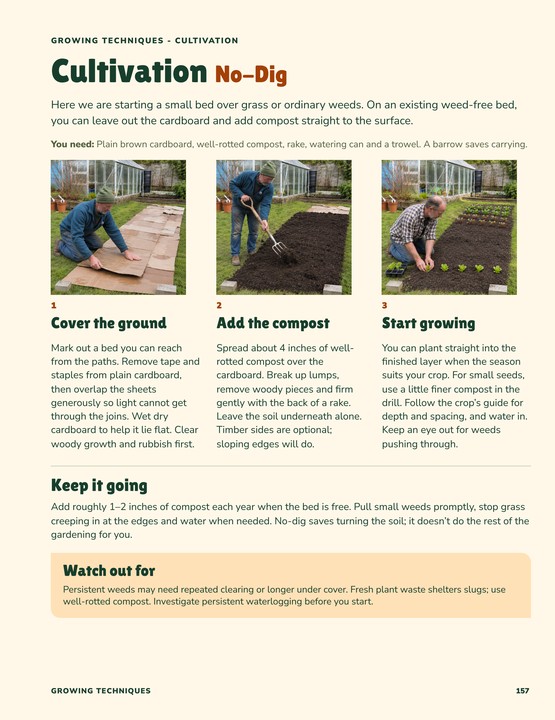 GROWING TECHNIQUES - CULTIVATION
Cultivation No-Dig
Here we are starting a small bed over grass or ordinary weeds. On an existing weed-free bed,
you can leave out the cardboard and add compost straight to the surface.
You need: Plain brown cardboard, well-rotted compost, rake, watering can and a trowel. A barrow saves carrying.
1
Cover the ground
Mark out a bed you can reach
from the paths. Remove tape and
staples from plain cardboard,
then overlap the sheets
generously so light cannot get
through the joins. Wet dry
cardboard to help it lie flat. Clear
woody growth and rubbish first.
2
Add the compost
Spread about 4 inches of well-
rotted compost over the
cardboard. Break up lumps,
remove woody pieces and firm
gently with the back of a rake.
Leave the soil underneath alone.
Timber sides are optional;
sloping edges will do.
3
Start growing
You can plant straight into the
finished layer when the season
suits your crop. For small seeds,
use a little finer compost in the
drill. Follow the crop's guide for
depth and spacing, and water in.
Keep an eye out for weeds
pushing through.
Keep it going
Add roughly 1–2 inches of compost each year when the bed is free. Pull small weeds promptly, stop grass
creeping in at the edges and water when needed. No-dig saves turning the soil; it doesn't do the rest of the
gardening for you.
Watch out for
Persistent weeds may need repeated clearing or longer under cover. Fresh plant waste shelters slugs; use
well-rotted compost. Investigate persistent waterlogging before you start.
GROWING TECHNIQUES
157